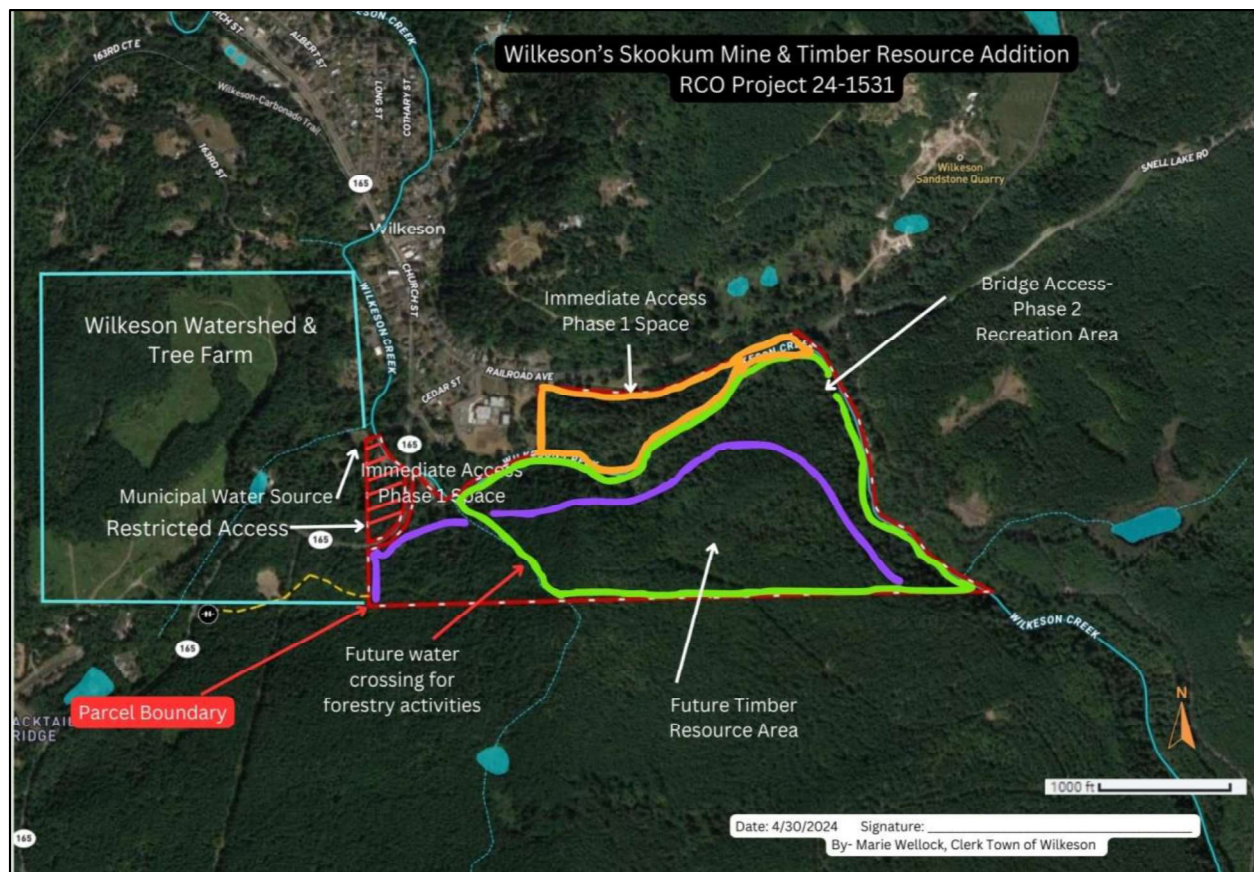 Wilkeson's Skookum Mine & Timber Resource Addition
RCO Project 24-1531
163RD CT E
ALBERT ST
WILKESON CREEK
LONG ST
COTHARY ST
Wilkeson-Carbonado Trail
163RD ST
165
Wilkeson
Sandstone Quarry
SNELL LAKE RD
Wilkeson
CHURCH ST
WILKESON CREEK
Wilkeson Watershed &
Tree Farm
Immediate Access
Phase 1 Space
Bridge Access-
Phase 2
Recreation Area
CEDAR ST
RAILROAD AVE
165
Immediate Access
Phase 1 Space
Municipal Water Source
Restricted Access
165
165
WILKESON CREEK
Future water
crossing for
forestry activities
Future Timber
Resource Area
Parcel Boundary
RIDGE
N
1000 ft
165
Date: 4/30/2024 Signature:
By- Marie Wellock, Clerk Town of Wilkeson